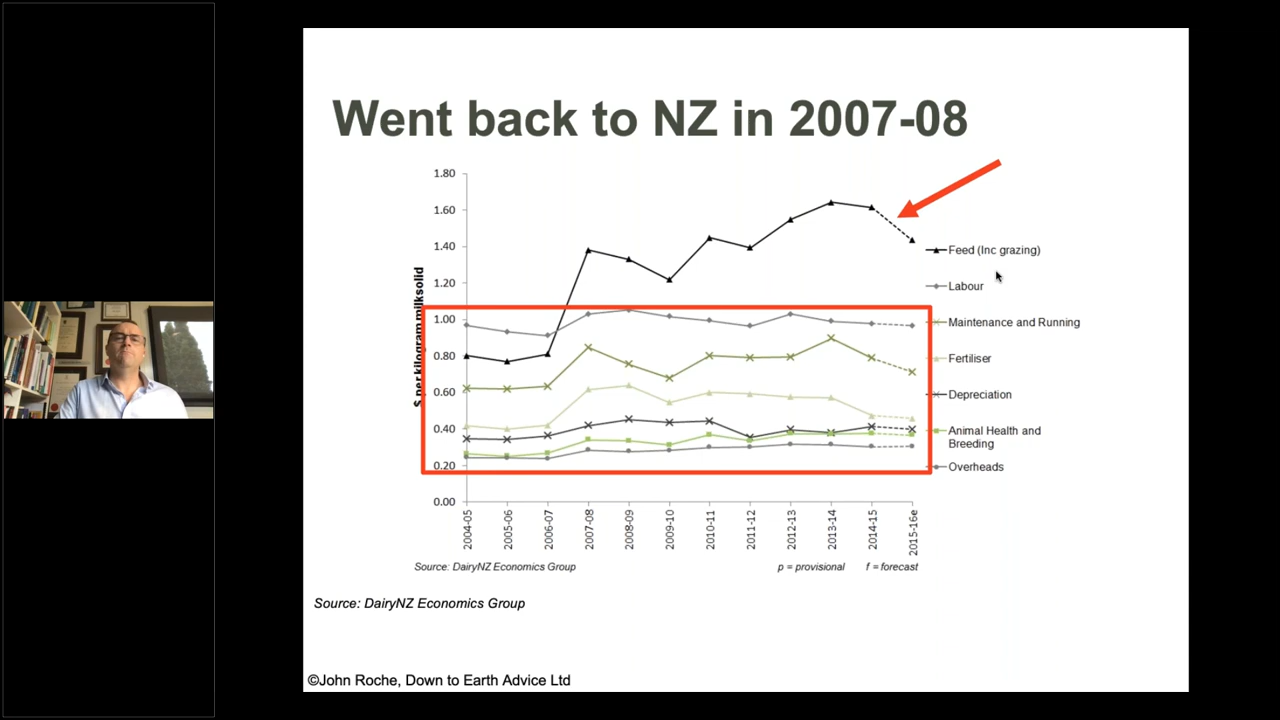 Went back to NZ in 2007-08
$ per kilogram milksolid
1.80
1.60
1.40
1.20
1.00
0.80
0.60
0.40
0.20
0.00
2004-05
2005-06
2006-07
2007-08
2008-09
2009-10
2010-11
2011-12
2012-13
2013-14
2014-15
2015-16e
Feed (Inc grazing)
Labour
Maintenance and Running
Fertiliser
Depreciation
Animal Health and
Breeding
Overheads
Source: DairyNZ Economics Group
p = provisional
f = forecast
Source: DairyNZ Economics Group
©John Roche, Down to Earth Advice Ltd